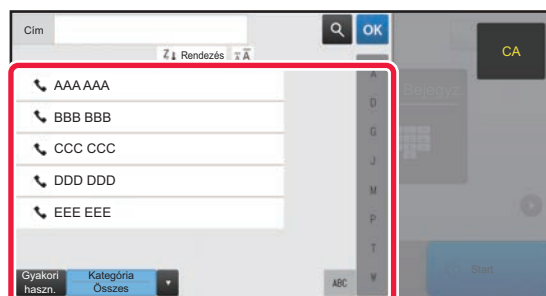 Cím
OK
CA
Rendezés
AAA AAA
BBB BBB
CCC CCC
DDD DDD
EEE EEE
A
D
G
J
M
P
T
W
Bejegyz
Gyakori
haszn.
Kategória
Összes
ABC
Start